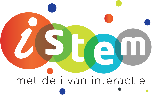 istem
met de i van interactie